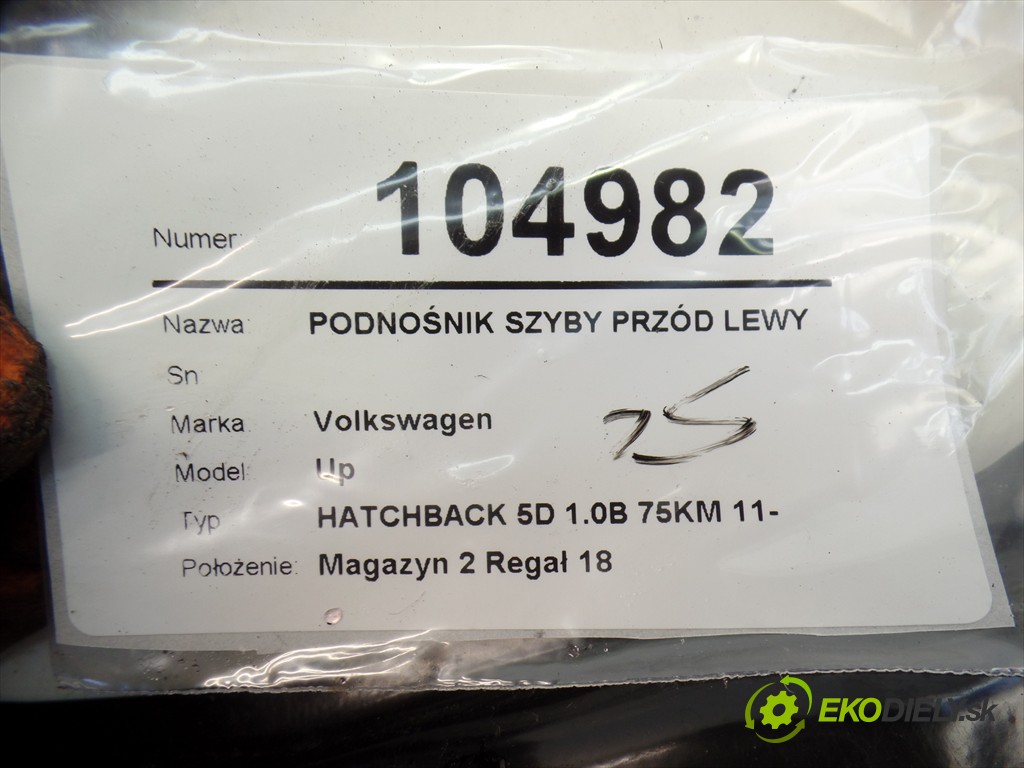 Numer: 104982
Nazwa: PODNOŚNIK SZYBY PRZÓD LEWY
Sn
Marka Volkswagen
75
Model: Up
Typ HATCHBACK 5D 1.0B 75KM 11-
Położenie: Magazyn 2 Regał 18
EKODIELY.sk